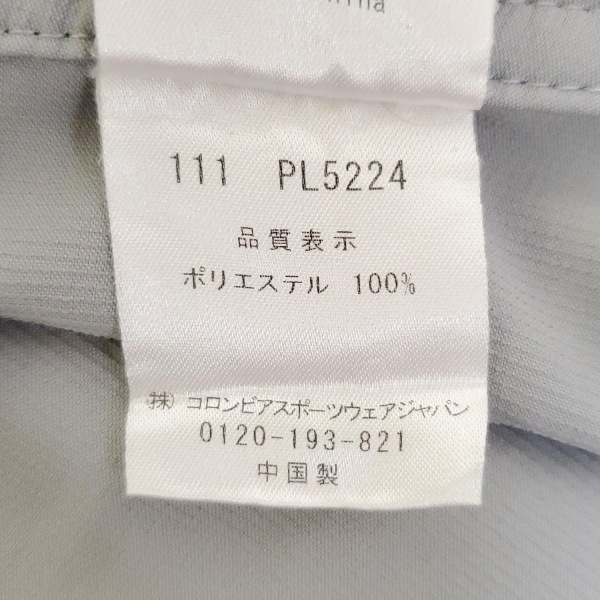 111 PL5224
品質表示
ポリエステル 100%
㈱ コロンビアスポーツウェアジャパン
0120-193-821
中国製